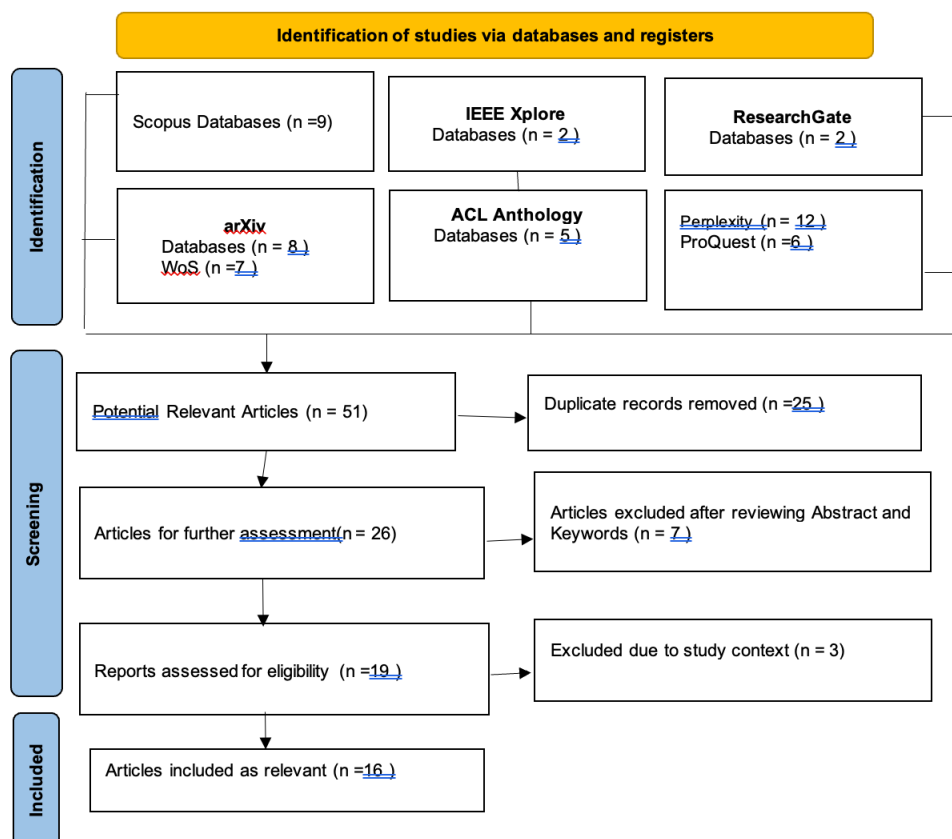 Identification of studies via databases and registers
Identification
Scopus Databases (n =9)
IEEE Xplore
Databases (n = 2 )
ResearchGate
Databases (n = 2 )
arXiv
Databases (n = 8 )
WoS (n =7 )
ACL Anthology
Databases (n = 5 )
Perplexity (n = 12 )
ProQuest (n =6 )
Screening
Potential Relevant Articles (n = 51)
Duplicate records removed (n =25 )
Articles for further assessment(n = 26)
Articles excluded after reviewing Abstract and
Keywords (n = 7 )
Reports assessed for eligibility (n =19 )
Excluded due to study context (n = 3)
Included
Articles included as relevant (n =16 )